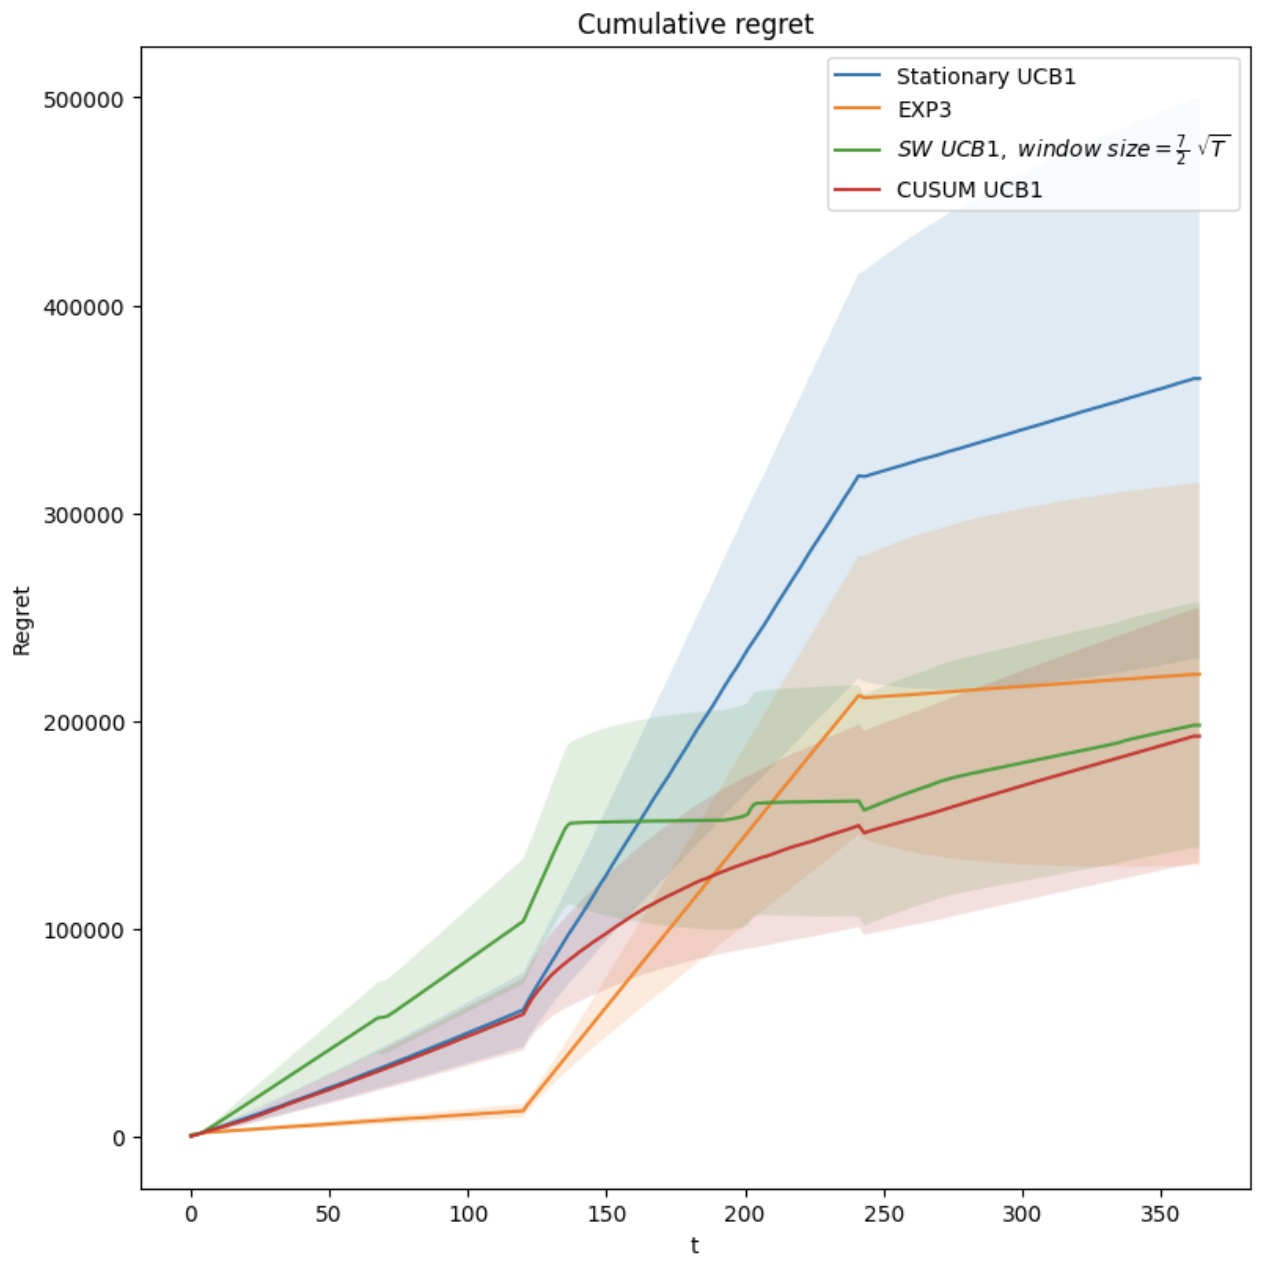 Cumulative regret
500000
400000
300000
200000
100000
0
Regret
Stationary UCB1
EXP3
SW UCB1, window size = 7/2 √T
CUSUM UCB1
0 50 100 150 200 250 300 350
t